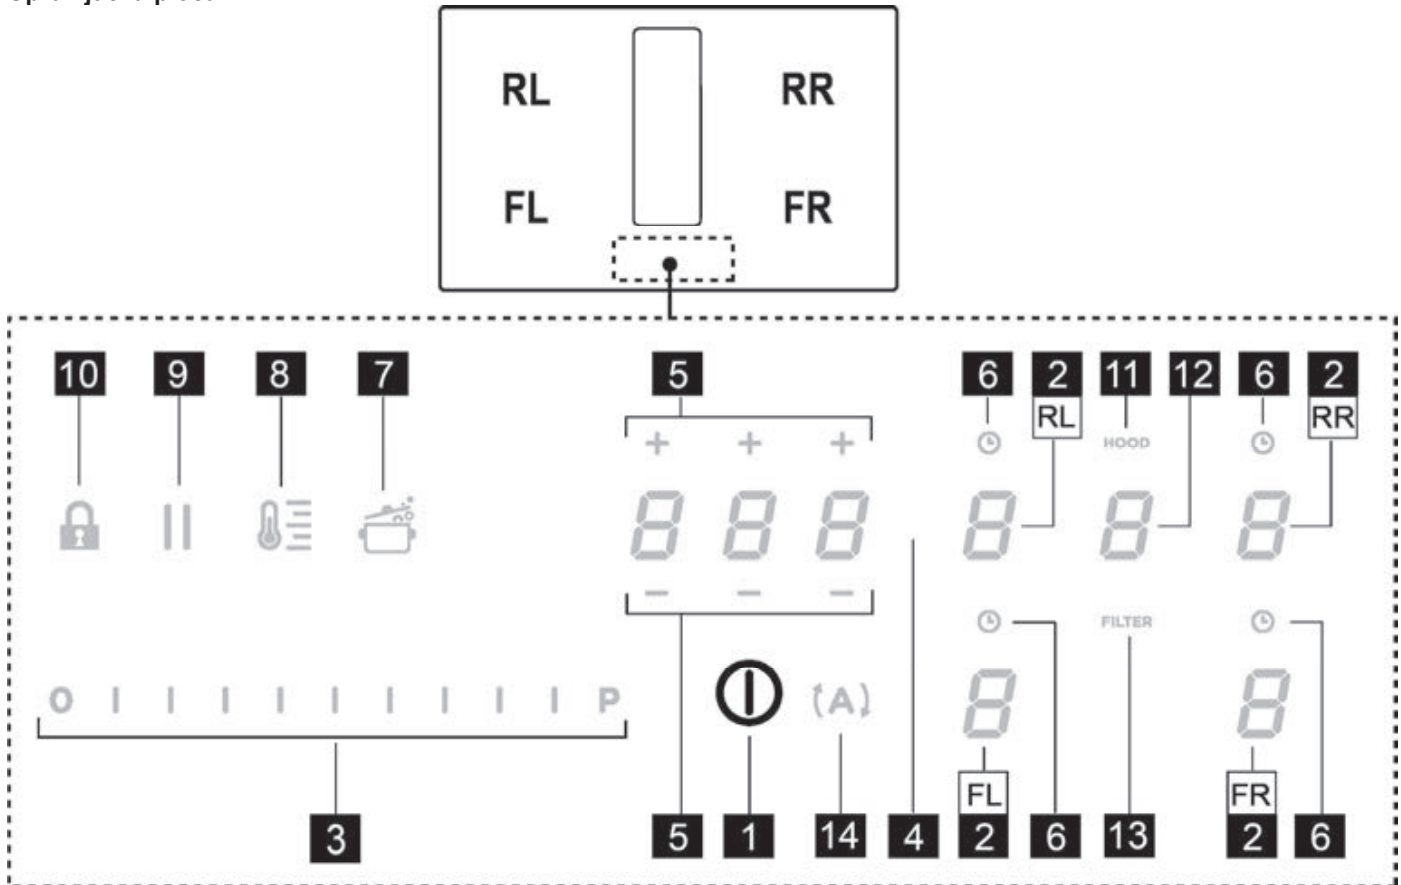 RL RR
FL FR
10 9 8 7 5 6 2 11 12 6 2
RL RR
+ + + HOOD
8 8 8 8 8 8
- - - FILTER
0 I I I I I I I I I P (A)
8 8
FL FR
3 5 1 14 4 2 6 13 2 6